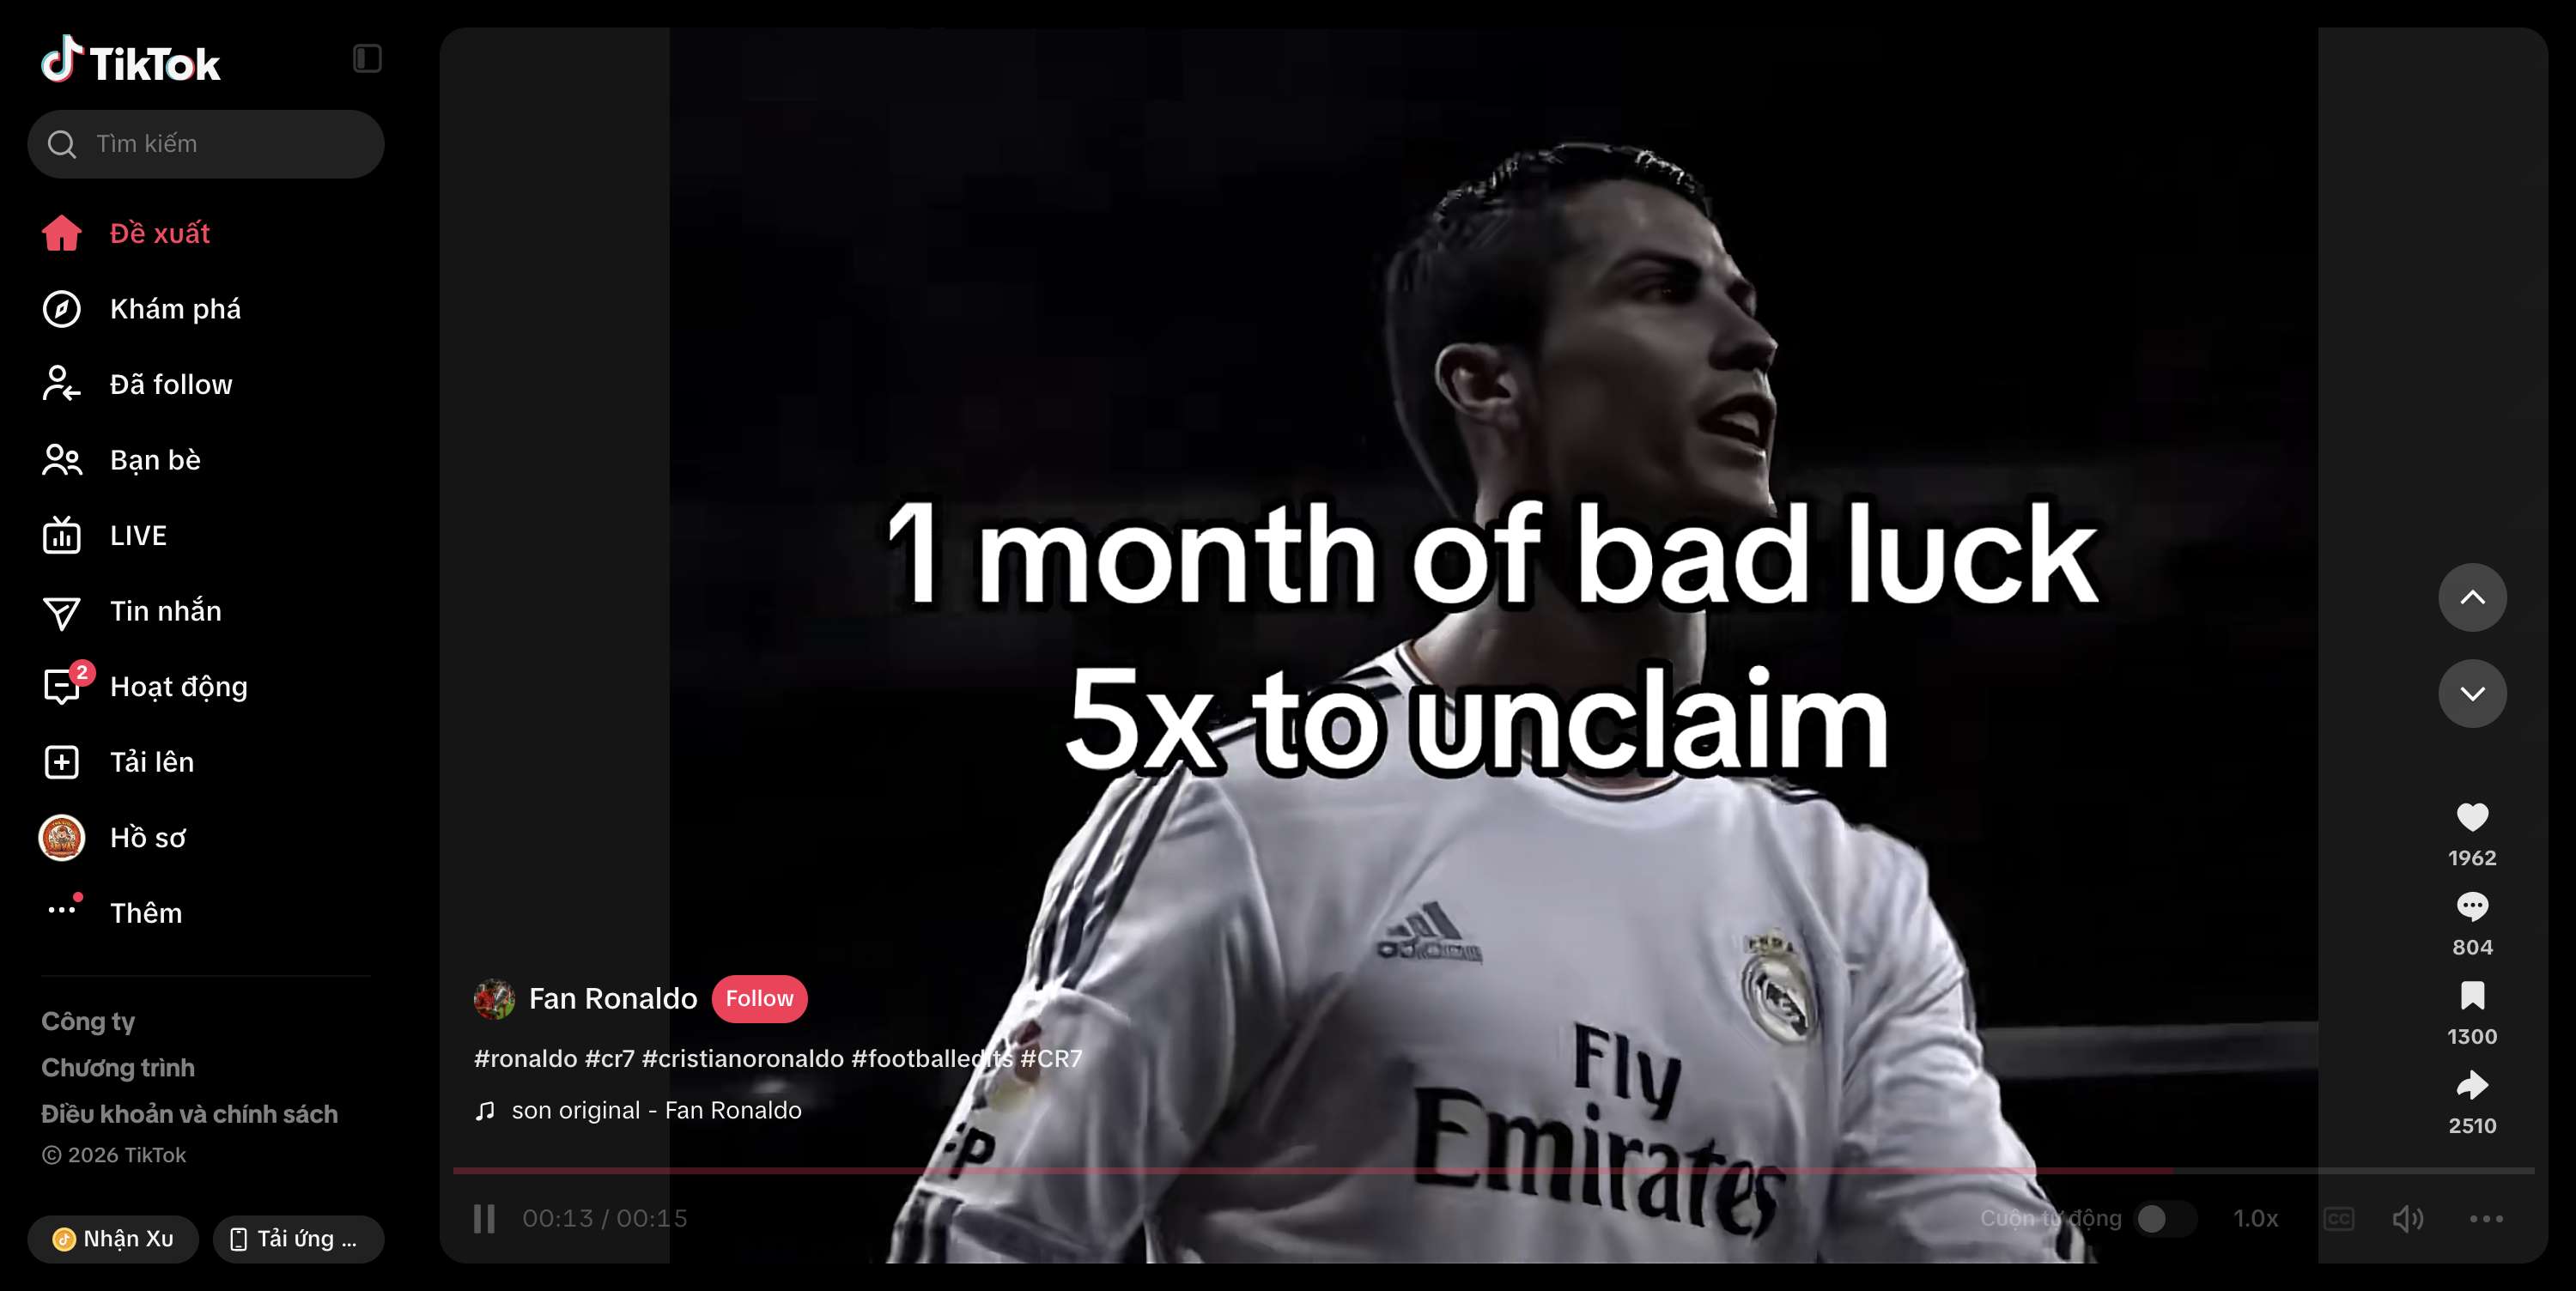 TikTok
Tìm kiếm
Đề xuất
Khám phá
Đã follow
Bạn bè
LIVE
Tin nhắn
2
Hoạt động
Tải lên
Hồ sơ
Thêm
Công ty
Chương trình
Điều khoản và chính sách
© 2026 TikTok
Nhận Xu
Tải ứng ...
1 month of bad luck
5x to unclaim
adidas
Fly
Emirates
Fan Ronaldo
Follow
#ronaldo #cr7 #cristianoronaldo #footballedits #CR7
son original - Fan Ronaldo
00:13 / 00:15
Cuộn tự động
1.0x
CC
1962
804
1300
2510